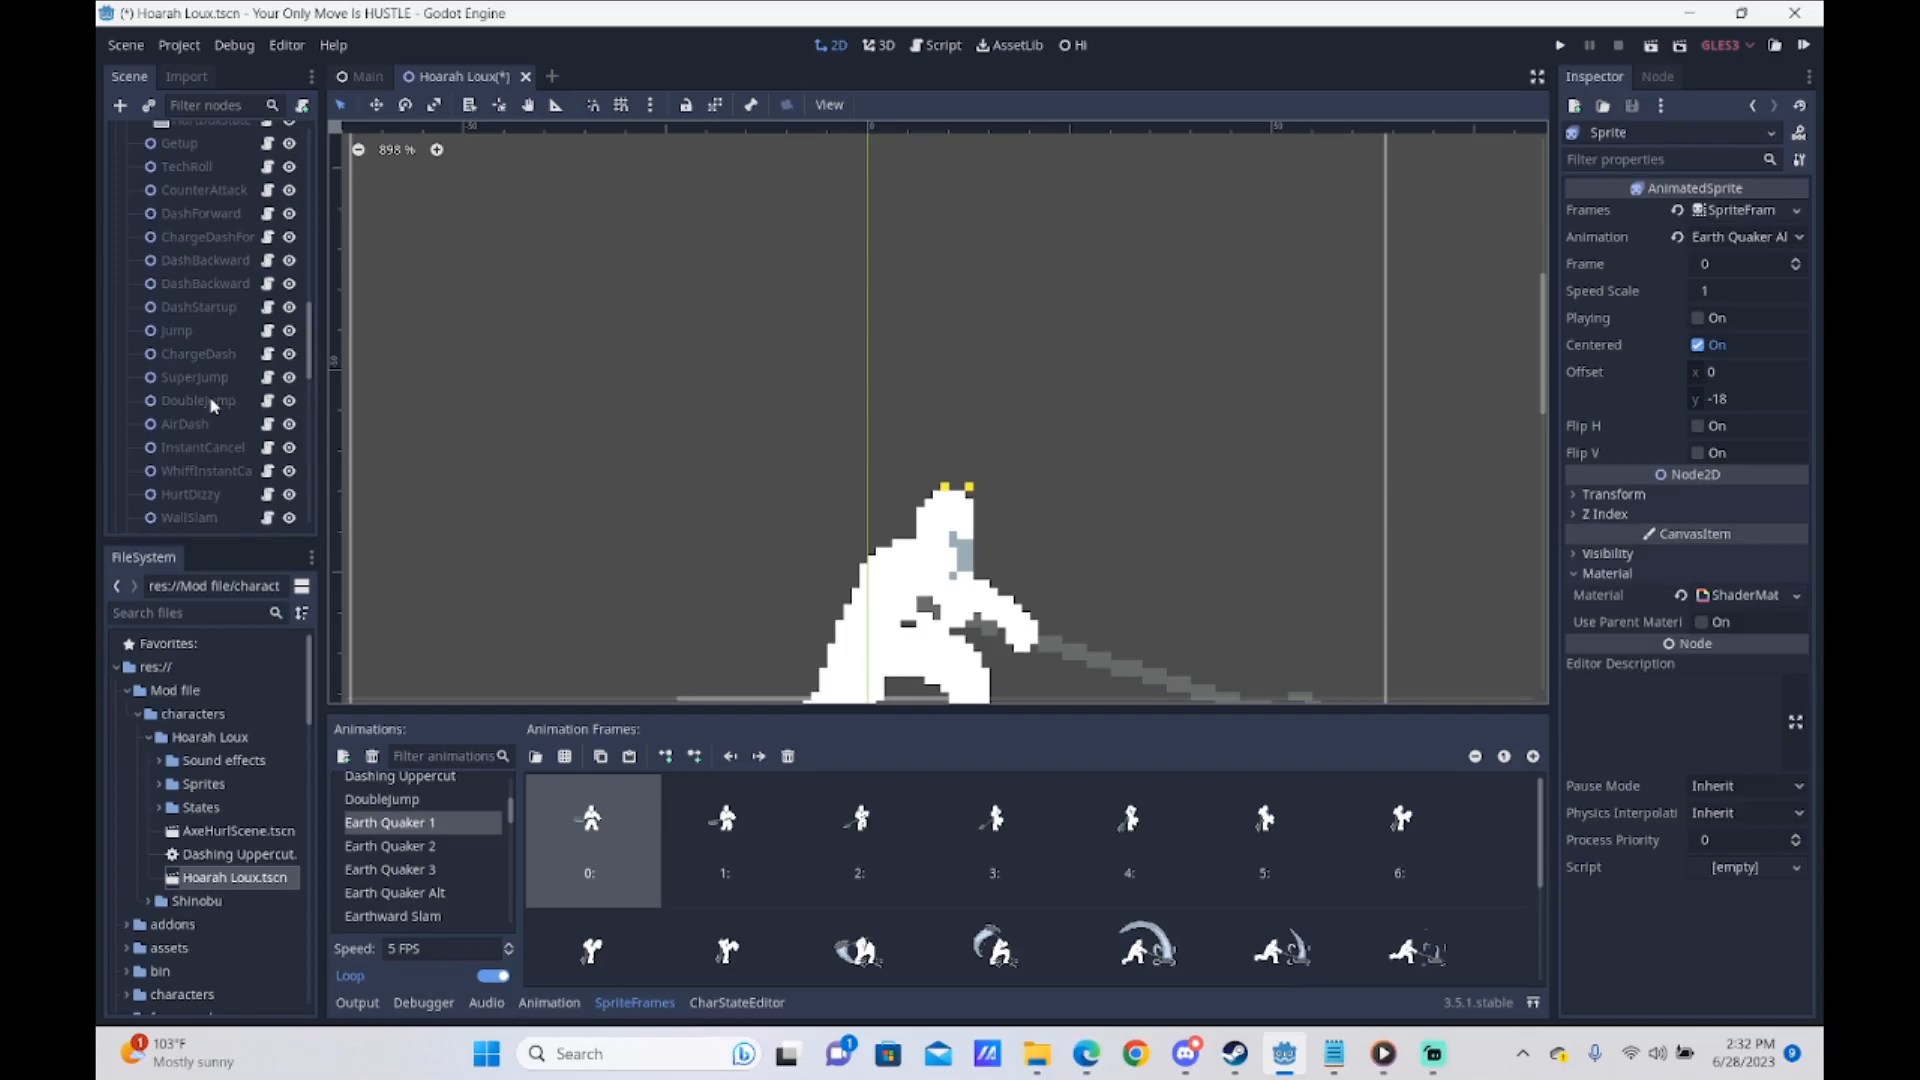 (*) Hoarah Loux.tscn - Your Only Move Is HUSTLE - Godot Engine
Scene Project Debug Editor Help
2D 3D Script AssetLib Hi
GLES3
Scene Import
Main Hoarah Loux(*)
Inspector Node
Filter nodes
View
Sprite
Filter properties
-50 0 50
898 %
Getup
TechRoll
CounterAttack
DashForward
ChargeDashFor
DashBackward
DashBackward
DashStartup
Jump
ChargeDash
SuperJump
DoubleJump
AirDash
InstantCancel
WhiffInstantCa
HurtDizzy
WallSlam
AnimatedSprite
Frames SpriteFram
Animation Earth Quaker Al
Frame 0
Speed Scale 1
Playing On
Centered On
Offset x 0
y -18
Flip H On
Flip V On
Node2D
Transform
Z Index
CanvasItem
Visibility
Material
Material ShaderMat
Use Parent Materi On
Node
Editor Description
Pause Mode Inherit
Physics Interpolati Inherit
Process Priority 0
Script [empty]
FileSystem
res://Mod file/charact
Search files
Favorites:
res://
Mod file
characters
Hoarah Loux
Sound effects
Sprites
States
AxeHurlScene.tscn
Dashing Uppercut.
Hoarah Loux.tscn
Shinobu
addons
assets
bin
characters
Animations:
Filter animations
Dashing Uppercut
DoubleJump
Earth Quaker 1
Earth Quaker 2
Earth Quaker 3
Earth Quaker Alt
Earthward Slam
Speed: 5 FPS
Loop
Animation Frames:
0: 1: 2: 3: 4: 5: 6:
Output Debugger Audio Animation SpriteFrames CharStateEditor
3.5.1.stable
1
103°F
Mostly sunny
Search
1
2:32 PM
6/28/2023
9